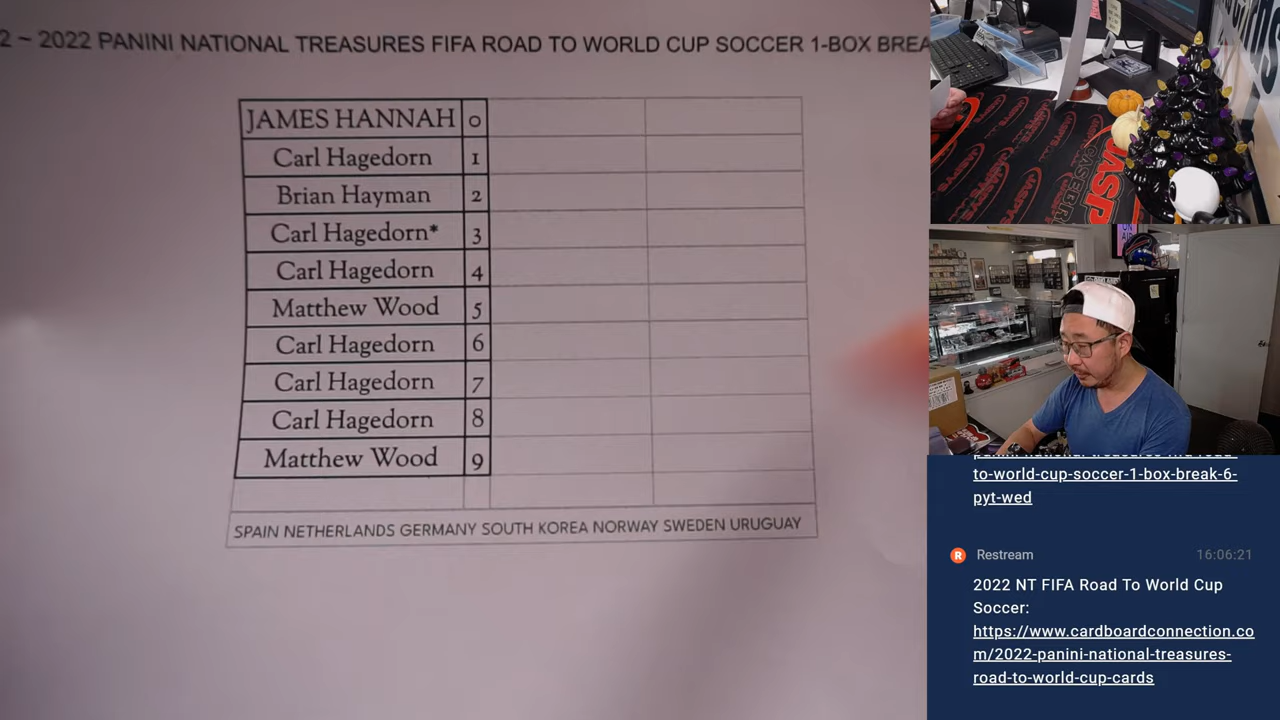 2 ~ 2022 PANINI NATIONAL TREASURES FIFA ROAD TO WORLD CUP SOCCER 1-BOX BREA
JAMES HANNAH 0
Carl Hagedorn 1
Brian Hayman 2
Carl Hagedorn* 3
Carl Hagedorn 4
Matthew Wood 5
Carl Hagedorn 6
Carl Hagedorn 7
Carl Hagedorn 8
Matthew Wood 9
SPAIN NETHERLANDS GERMANY SOUTH KOREA NORWAY SWEDEN URUGUAY
JASPYS
CASEBR
JASP
to-world-cup-soccer-1-box-break-6-
pyt-wed
Restream 16:06:21
2022 NT FIFA Road To World Cup
Soccer:
https://www.cardboardconnection.co
m/2022-panini-national-treasures-
road-to-world-cup-cards